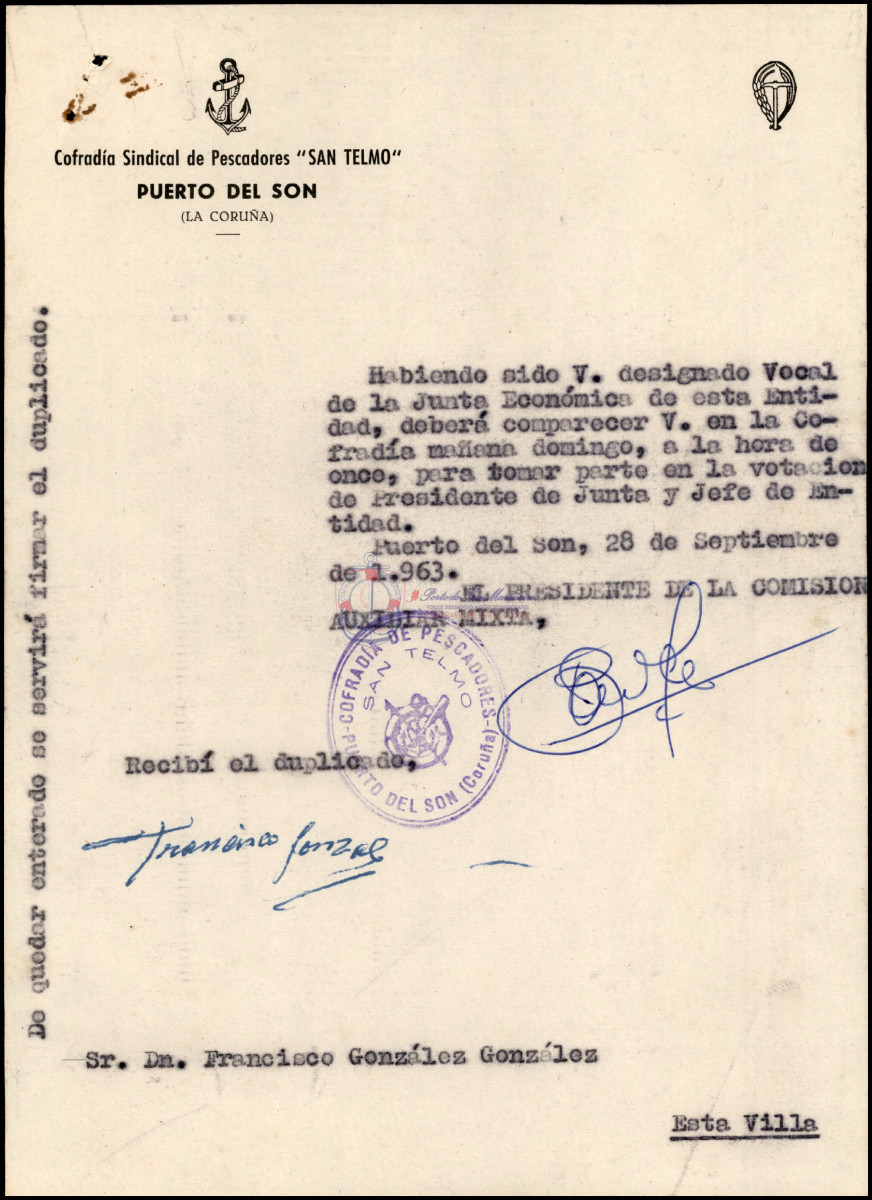 Cofradía Sindical de Pescadores "SAN TELMO"
PUERTO DEL SON
(LA CORUÑA)
De quedar enterado se servirá firmar el duplicado.
Habiendo sido V. designado Vocal
de la Junta Económica de esta Enti-
dad, deberá comparecer V. en la Co-
fradía mañana domingo, a la hora de
once, para tomar parte en la votacion
de Presidente de Junta y Jefe de En-
tidad.
Puerto del Son, 28 de Septiembre
de 1.963.
EL PRESIDENTE DE LA COMISION
AUXILIAR MIXTA,
COFRADÍA DE PESCADORES
SAN TELMO
-PUERTO DEL SON (Coruña)-
Recibí el duplicado,
Francisco Gonzal
Sr. Dn. Francisco González González
Esta Villa